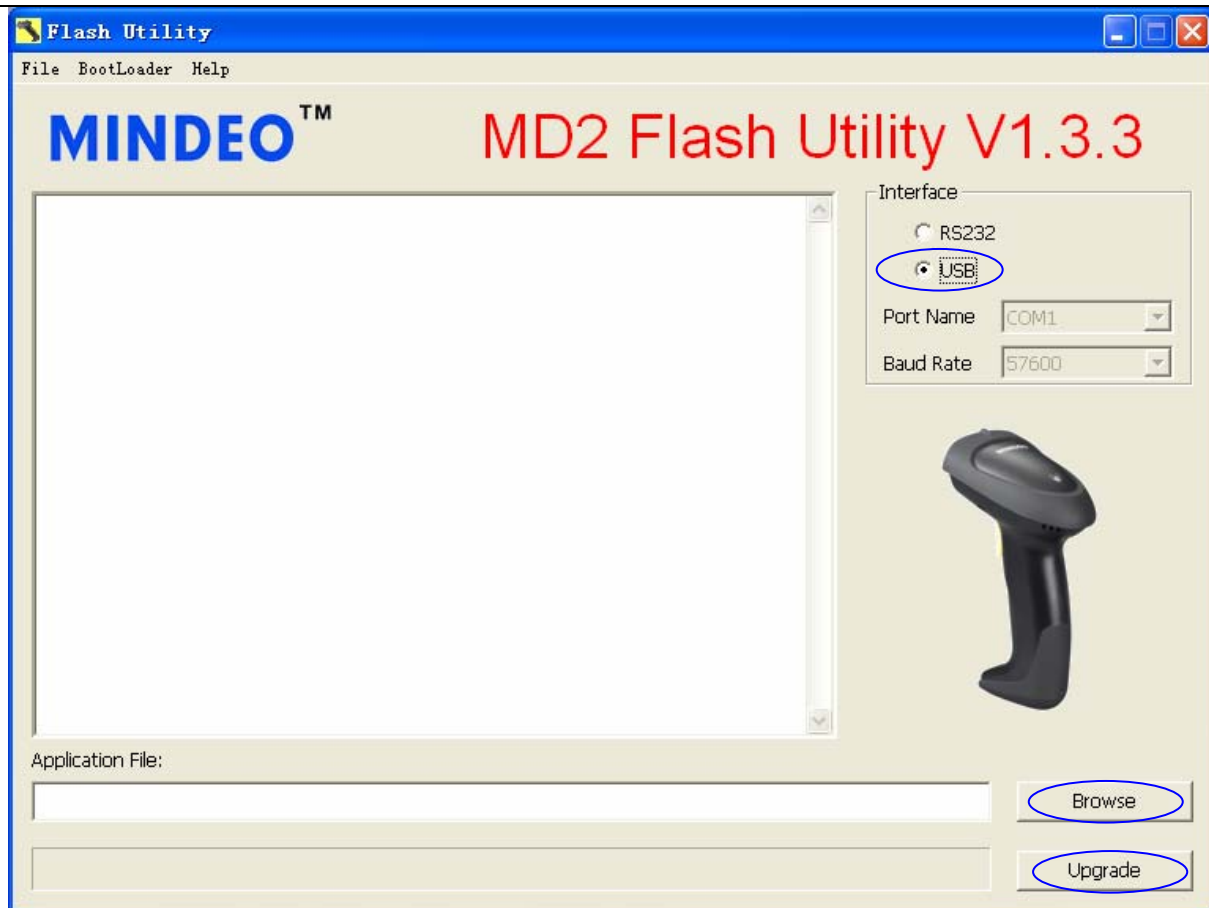 Flash Utility
File BootLoader Help
MINDEO™
MD2 Flash Utility V1.3.3
Interface
RS232
USB
Port Name COM1
Baud Rate 57600
Application File:
Browse
Upgrade